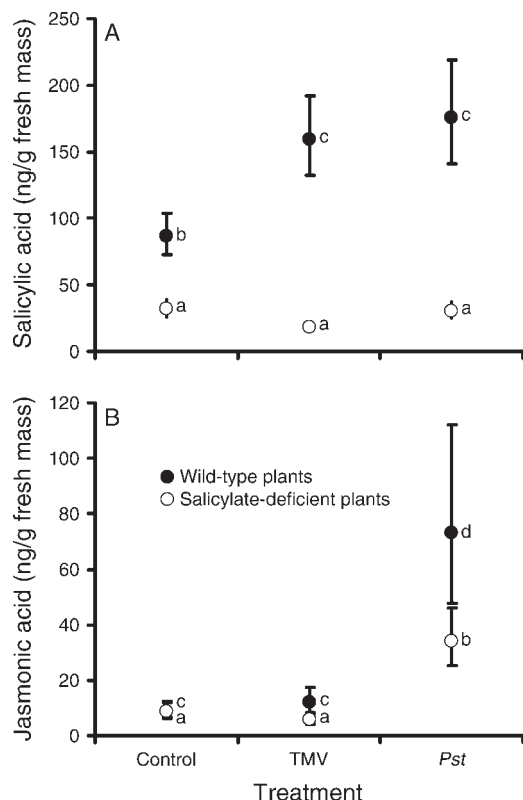 A
250
200
150
100
50
0
Salicylic acid (ng/g fresh mass)
b
a
c
a
c
a
B
120
100
80
60
40
20
0
Jasmonic acid (ng/g fresh mass)
Wild-type plants
Salicylate-deficient plants
c
a
c
a
d
b
Control TMV Pst
Treatment